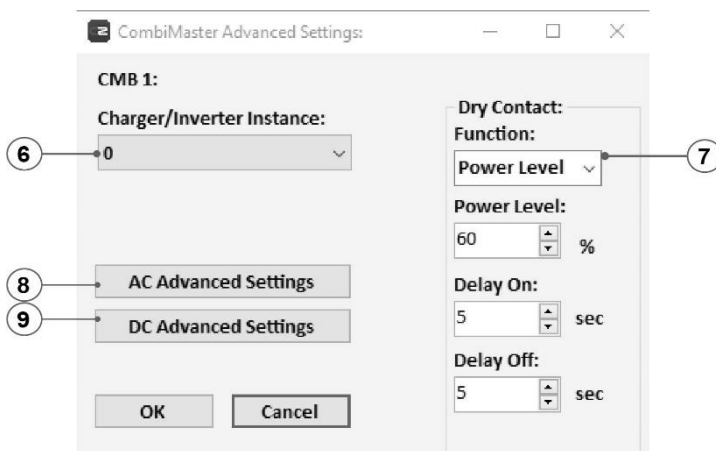 CombiMaster Advanced Settings:
CMB 1:
Charger/Inverter Instance:
6
0
Dry Contact:
Function:
Power Level
7
Power Level:
60
%
8
AC Advanced Settings
9
DC Advanced Settings
Delay On:
5
sec
Delay Off:
5
sec
OK
Cancel